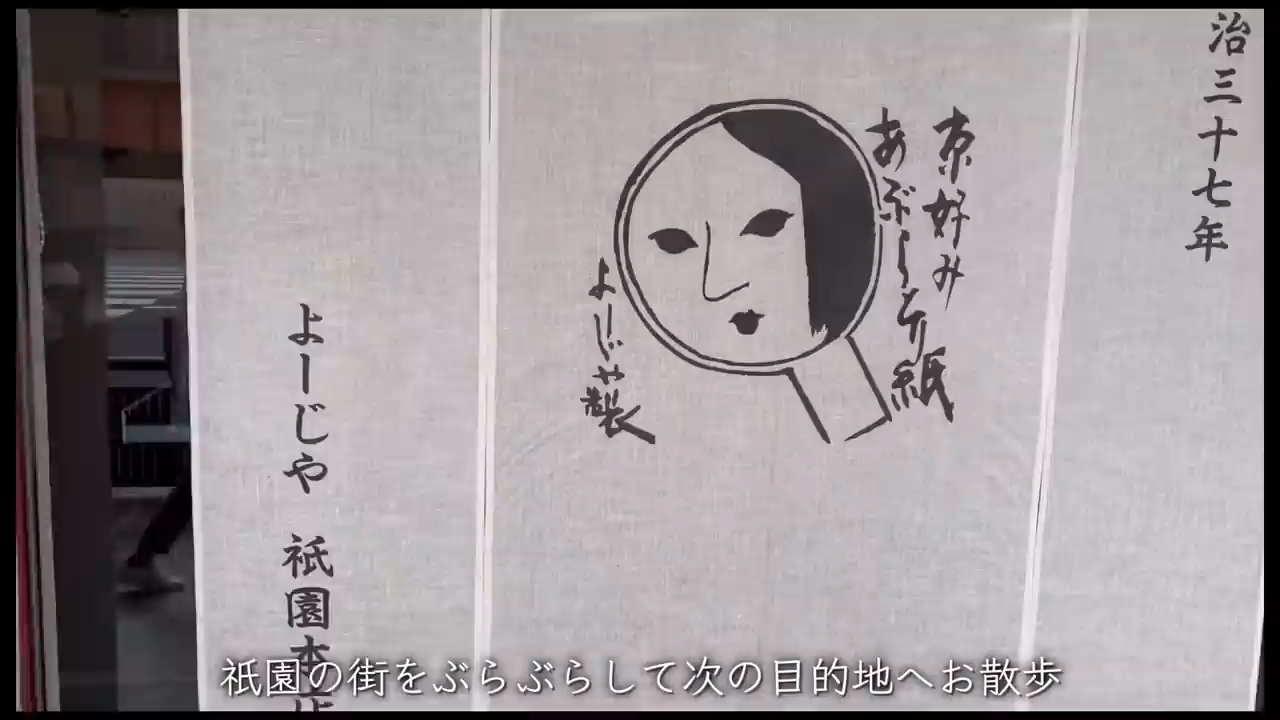 治三十七年
京好み
あぶらとり紙
よーじや製
よーじや 祇園本店
祇園の街をぶらぶらして次の目的地へお散歩